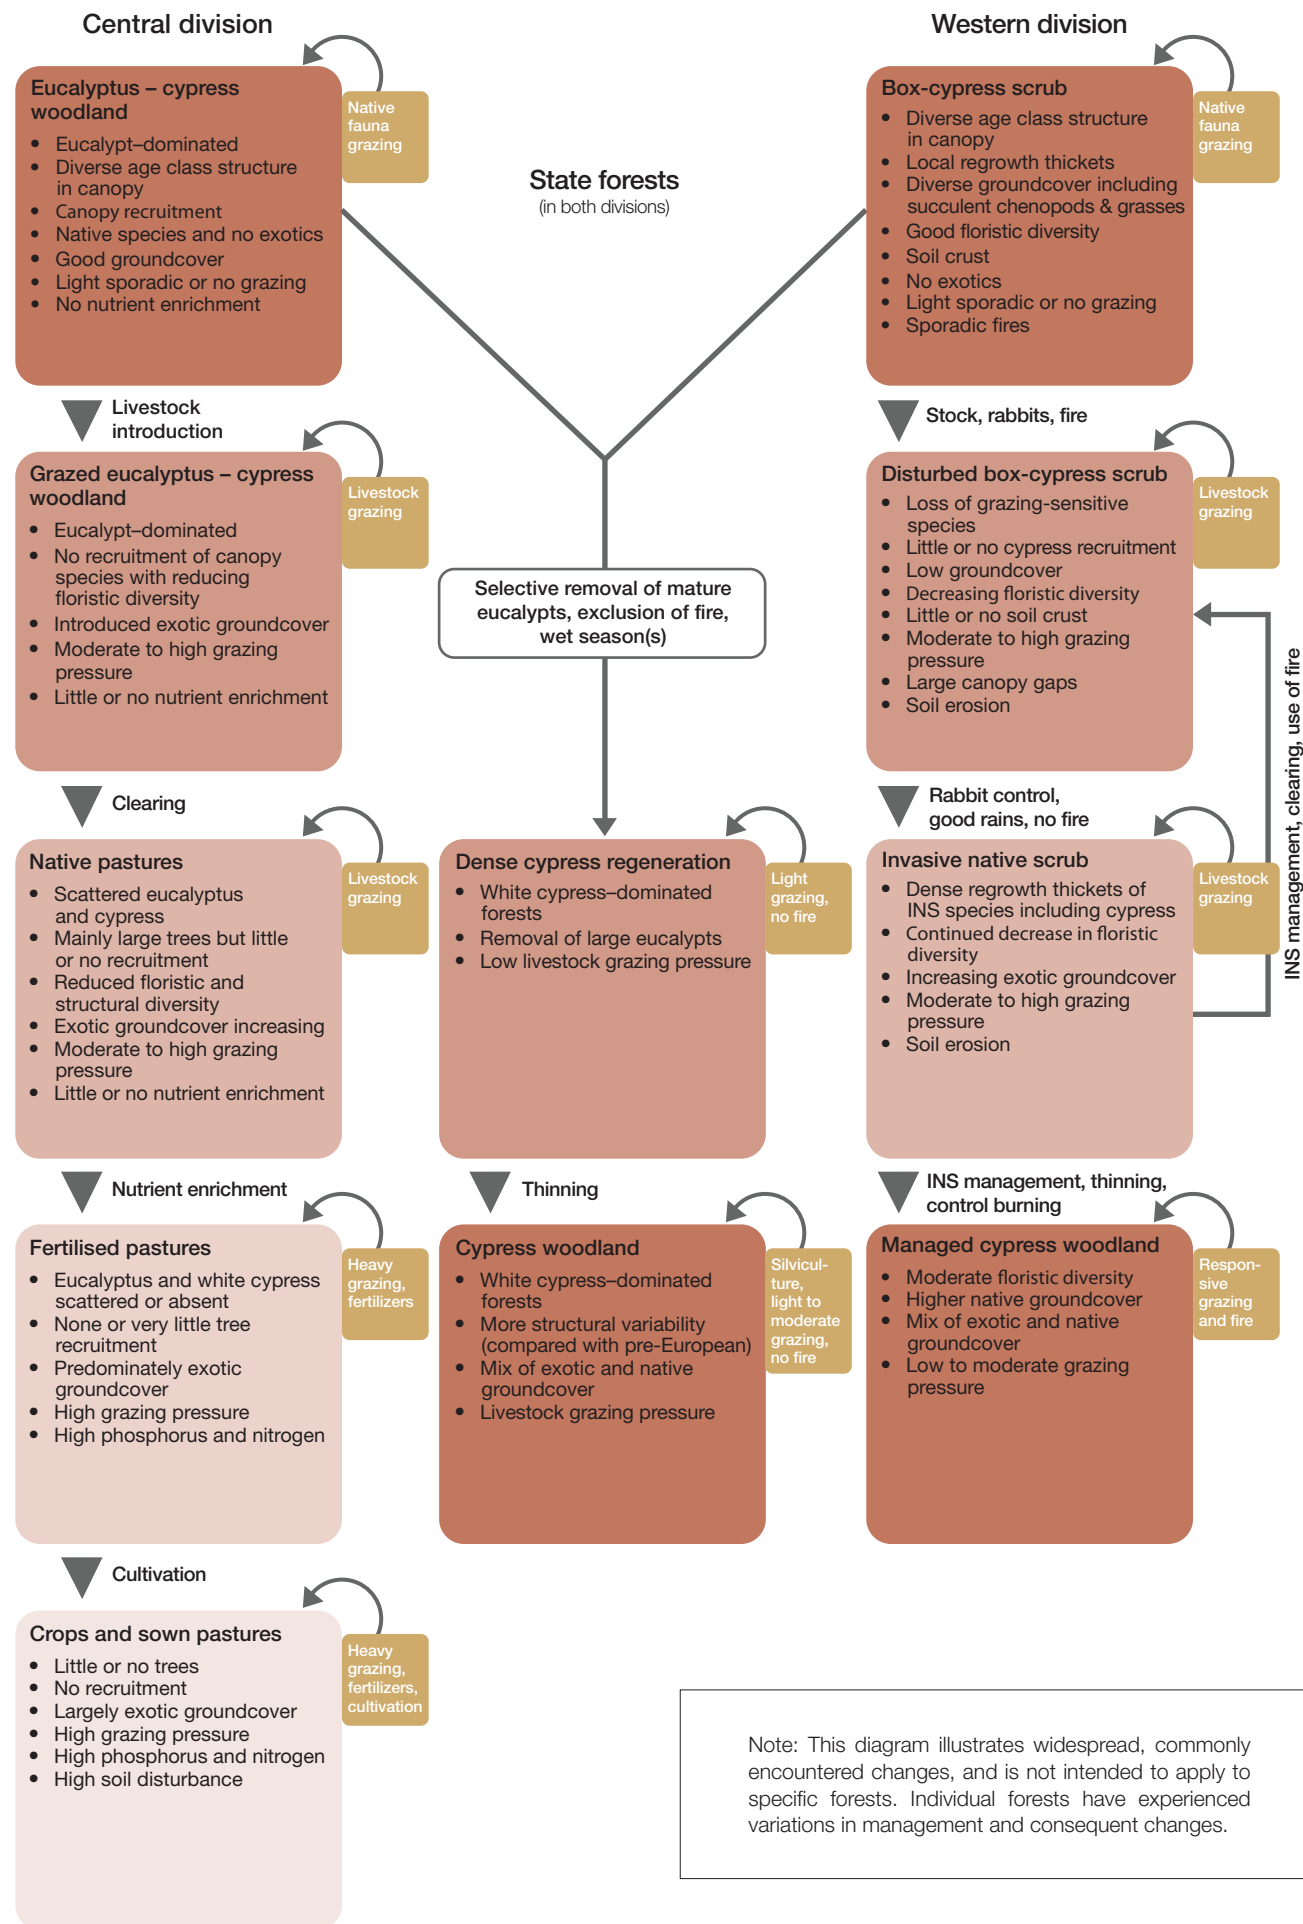 Central division
Eucalyptus – cypress
woodland
• Eucalypt–dominated
• Diverse age class structure
in canopy
• Canopy recruitment
• Native species and no exotics
• Good groundcover
• Light sporadic or no grazing
• No nutrient enrichment
Native
fauna
grazing
Livestock
introduction
Grazed eucalyptus – cypress
woodland
• Eucalypt–dominated
• No recruitment of canopy
species with reducing
floristic diversity
• Introduced exotic groundcover
• Moderate to high grazing
pressure
• Little or no nutrient enrichment
Livestock
grazing
Clearing
Native pastures
• Scattered eucalyptus
and cypress
• Mainly large trees but little
or no recruitment
• Reduced floristic and
structural diversity
• Exotic groundcover increasing
• Moderate to high grazing
pressure
• Little or no nutrient enrichment
Livestock
grazing
Nutrient enrichment
Fertilised pastures
• Eucalyptus and white cypress
scattered or absent
• None or very little tree
recruitment
• Predominately exotic
groundcover
• High grazing pressure
• High phosphorus and nitrogen
Heavy
grazing,
fertilizers
Cultivation
Crops and sown pastures
• Little or no trees
• No recruitment
• Largely exotic groundcover
• High grazing pressure
• High phosphorus and nitrogen
• High soil disturbance
Heavy
grazing,
fertilizers,
cultivation
State forests
(in both divisions)
Selective removal of mature
eucalypts, exclusion of fire,
wet season(s)
Dense cypress regeneration
• White cypress–dominated
forests
• Removal of large eucalypts
• Low livestock grazing pressure
Light
grazing,
no fire
Thinning
Cypress woodland
• White cypress–dominated
forests
• More structural variability
(compared with pre-European)
• Mix of exotic and native
groundcover
• Livestock grazing pressure
Silvicul-
ture,
light to
moderate
grazing,
no fire
Western division
Box-cypress scrub
• Diverse age class structure
in canopy
• Local regrowth thickets
• Diverse groundcover including
succulent chenopods & grasses
• Good floristic diversity
• Soil crust
• No exotics
• Light sporadic or no grazing
• Sporadic fires
Native
fauna
grazing
Stock, rabbits, fire
Disturbed box-cypress scrub
• Loss of grazing-sensitive
species
• Little or no cypress recruitment
• Low groundcover
• Decreasing floristic diversity
• Little or no soil crust
• Moderate to high grazing
pressure
• Large canopy gaps
• Soil erosion
Livestock
grazing
Rabbit control,
good rains, no fire
Invasive native scrub
• Dense regrowth thickets of
INS species including cypress
• Continued decrease in floristic
diversity
• Increasing exotic groundcover
• Moderate to high grazing
pressure
• Soil erosion
Livestock
grazing
INS management, clearing, use of fire
INS management, thinning,
control burning
Managed cypress woodland
• Moderate floristic diversity
• Higher native groundcover
• Mix of exotic and native
groundcover
• Low to moderate grazing
pressure
Respon-
sive
grazing
and fire
Note: This diagram illustrates widespread, commonly
encountered changes, and is not intended to apply to
specific forests. Individual forests have experienced
variations in management and consequent changes.